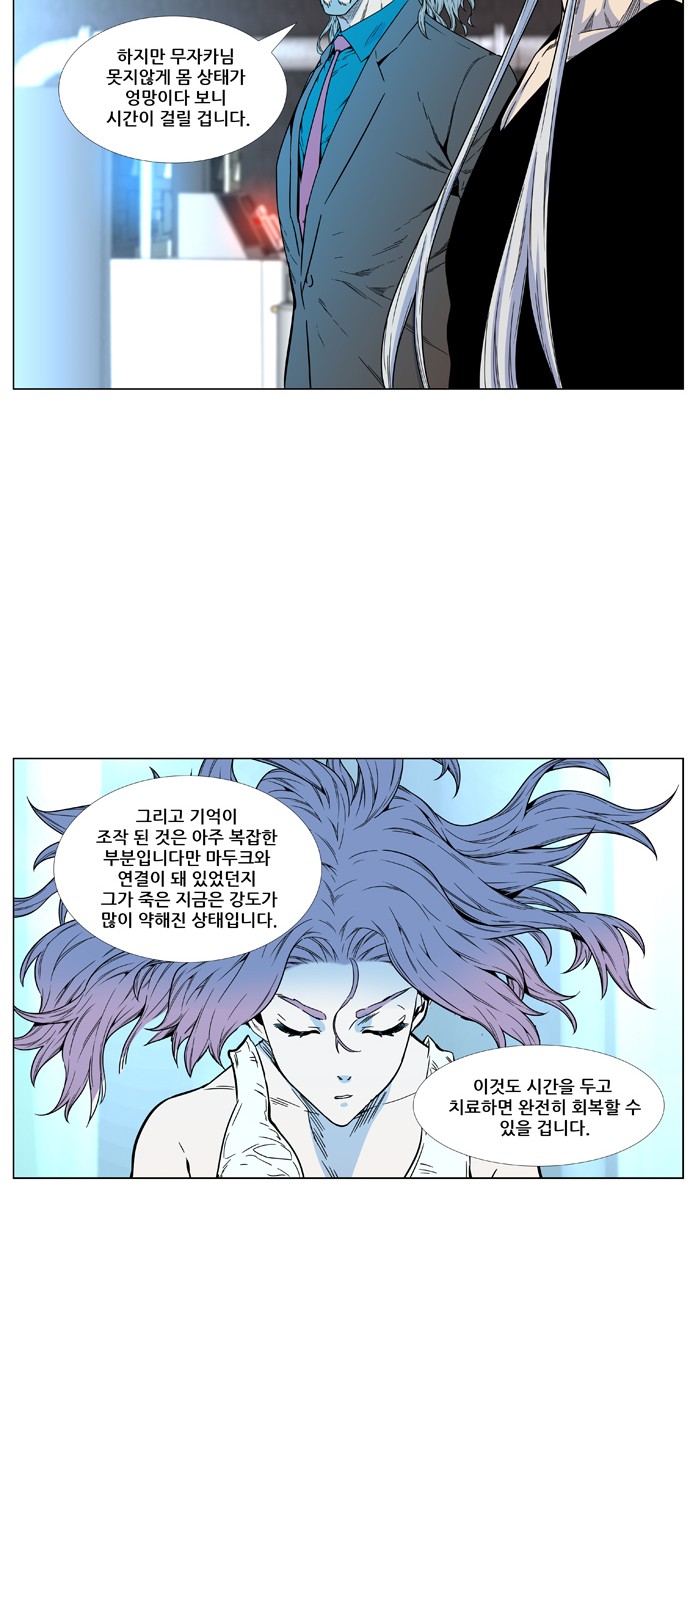 하지만 무자카님
못지않게 몸 상태가
엉망이다 보니
시간이 걸릴 겁니다.
그리고 기억이
조작 된 것은 아주 복잡한
부분입니다만 마두크와
연결이 돼 있었던지
그가 죽은 지금은 강도가
많이 약해진 상태입니다.
이것도 시간을 두고
치료하면 완전히 회복할 수
있을 겁니다.